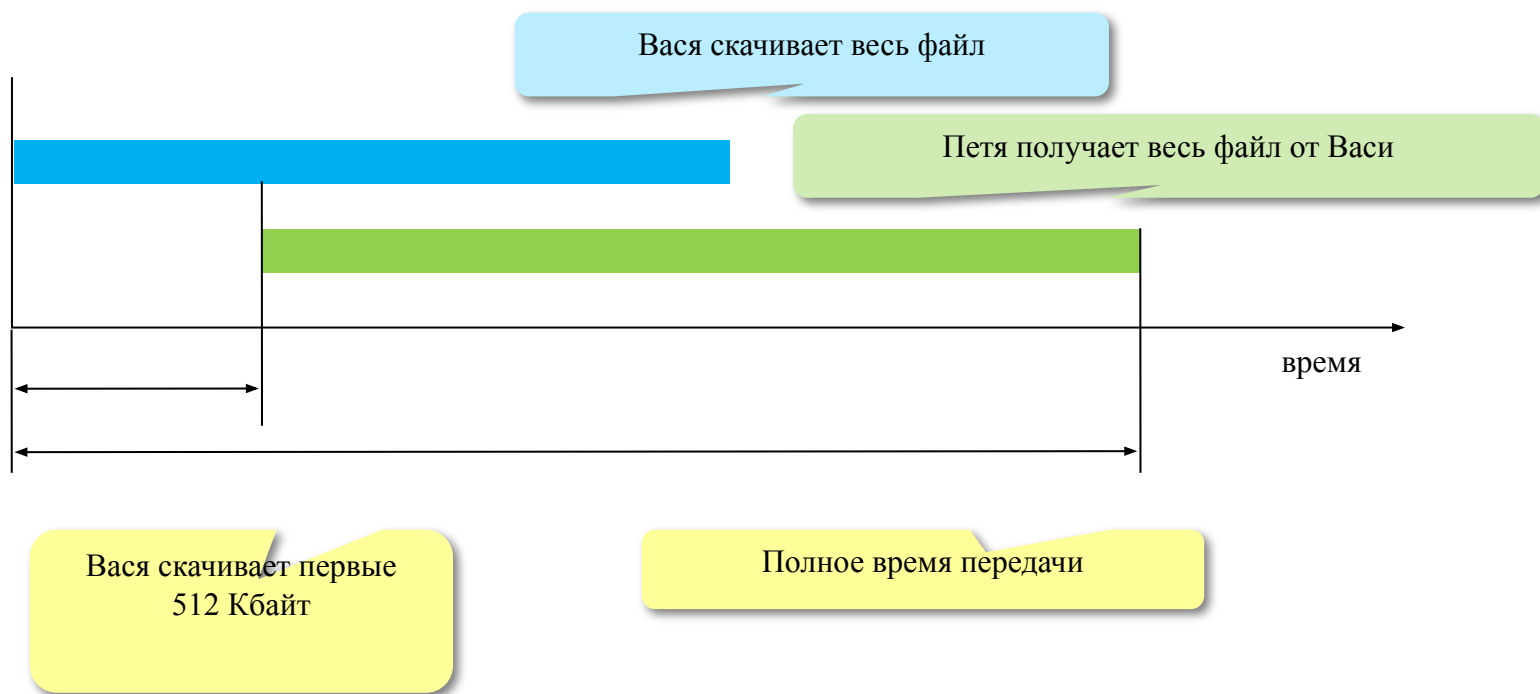 Вася скачивает весь файл
Петя получает весь файл от Васи
время
Вася скачивает первые
512 Кбайт
Полное время передачи